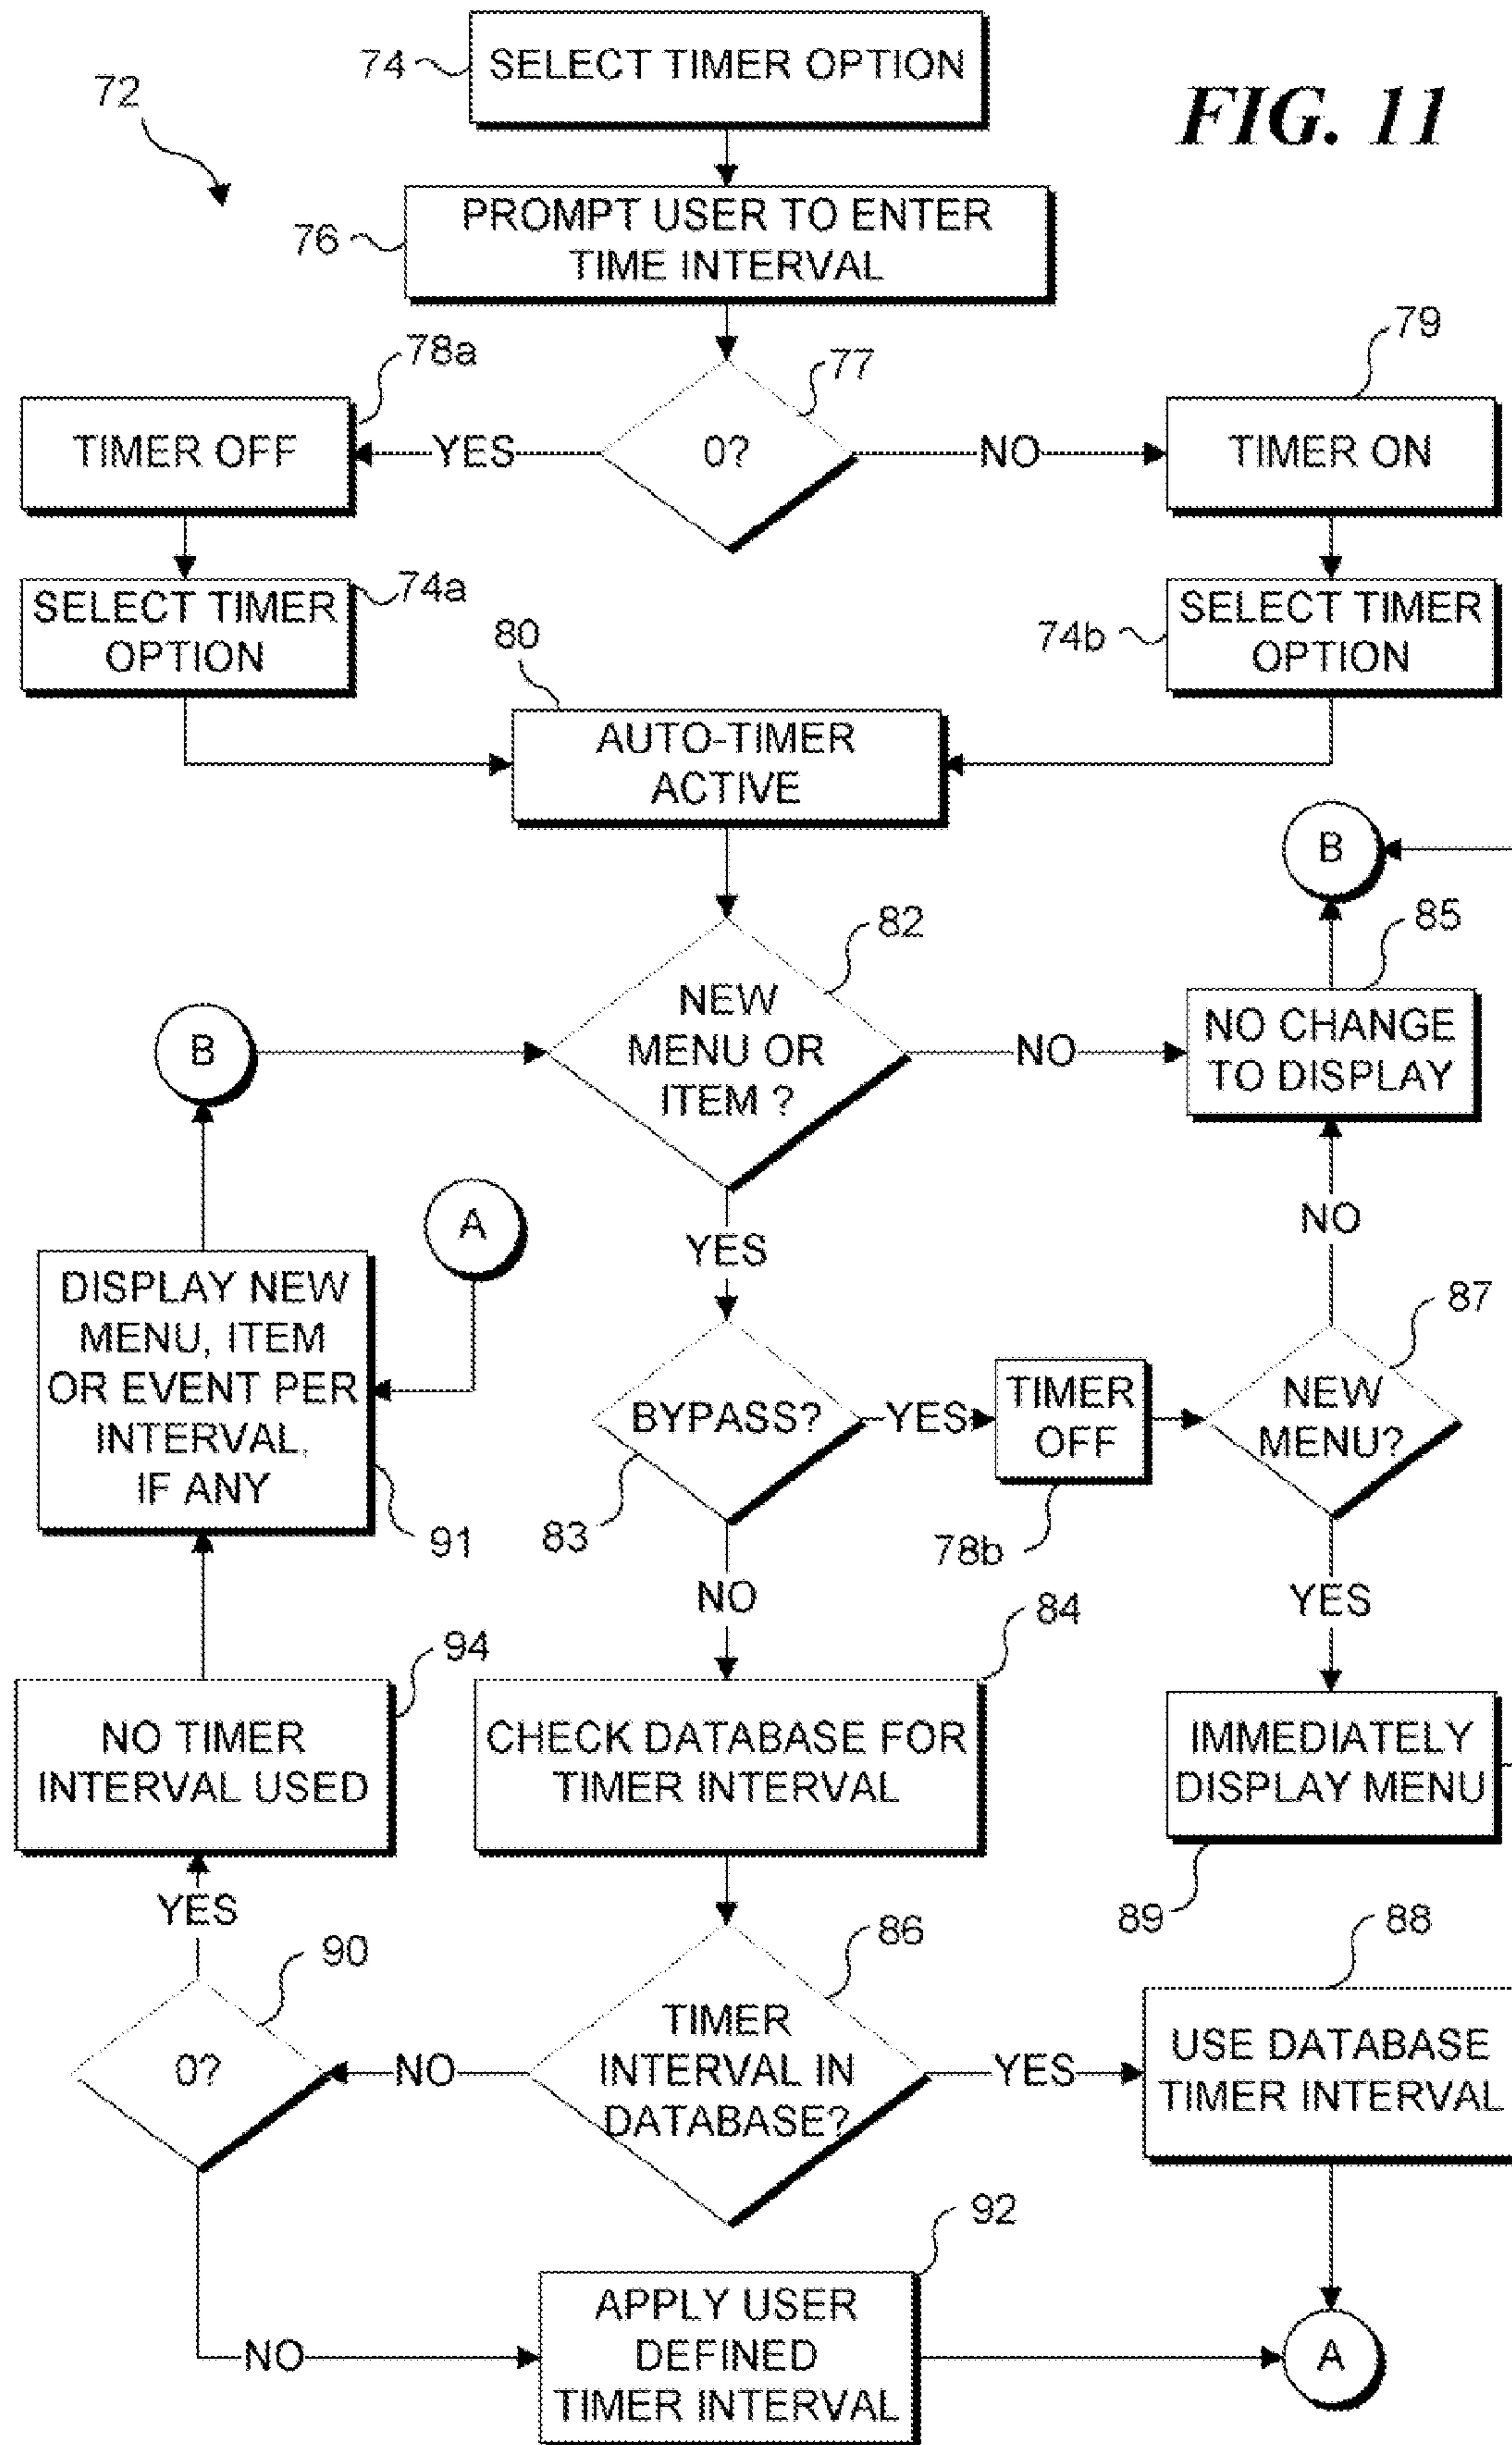 74
SELECT TIMER OPTION
72
FIG. 11
76
PROMPT USER TO ENTER
TIME INTERVAL
78a
77
79
TIMER OFF
YES
0?
NO
TIMER ON
74a
SELECT TIMER
OPTION
80
74b
SELECT TIMER
OPTION
AUTO-TIMER
ACTIVE
B
82
85
NEW
MENU OR
ITEM ?
B
NO
NO CHANGE
TO DISPLAY
A
YES
NO
DISPLAY NEW
MENU, ITEM
OR EVENT PER
INTERVAL,
IF ANY
87
BYPASS?
YES
TIMER
OFF
NEW
MENU?
91
83
78b
NO
YES
94
84
NO TIMER
INTERVAL USED
CHECK DATABASE FOR
TIMER INTERVAL
IMMEDIATELY
DISPLAY MENU
YES
89
90
86
88
0?
NO
TIMER
INTERVAL IN
DATABASE?
YES
USE DATABASE
TIMER INTERVAL
92
NO
APPLY USER
DEFINED
TIMER INTERVAL
A